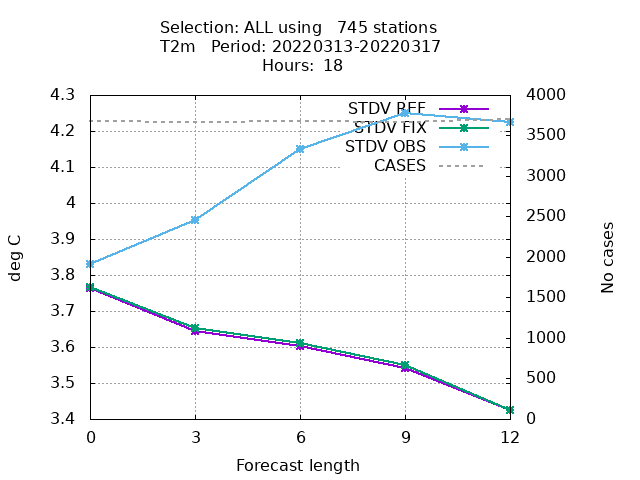 Selection: ALL using   745 stations
T2m   Period: 20220313-20220317
Hours: 18
4.3
4.2
4.1
4
3.9
3.8
3.7
3.6
3.5
3.4
4000
3500
3000
2500
2000
1500
1000
500
0
STDV REF
STDV FIX
STDV OBS
CASES
deg C
No cases
0
3
6
9
12
Forecast length